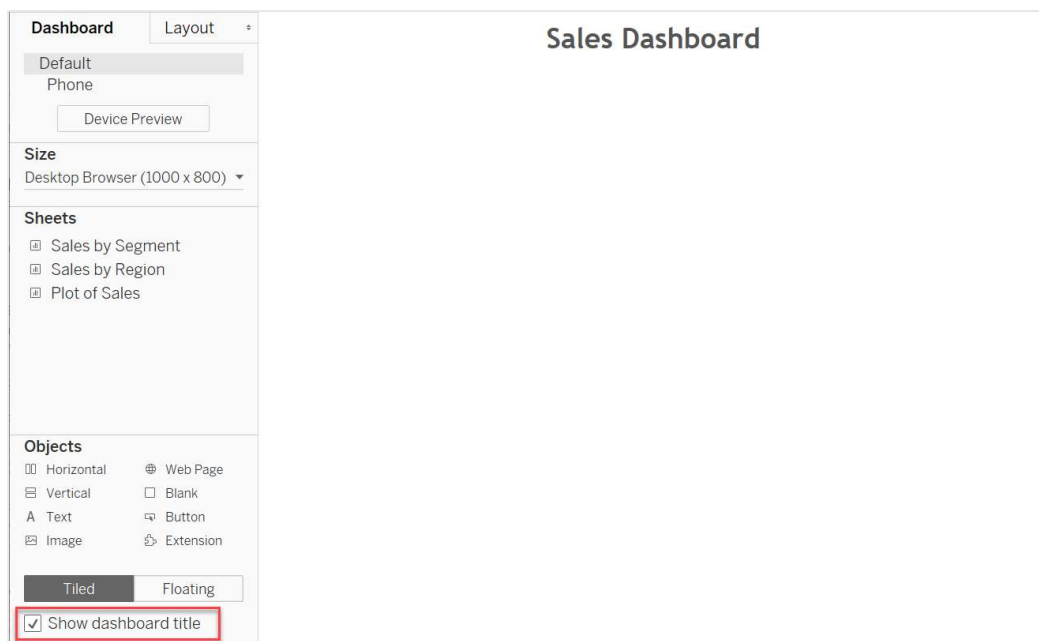 Dashboard Layout
Sales Dashboard
Default
Phone
Device Preview
Size
Desktop Browser (1000 x 800)
Sheets
Sales by Segment
Sales by Region
Plot of Sales
Objects
Horizontal Web Page
Vertical Blank
A Text Button
Image Extension
Tiled Floating
Show dashboard title